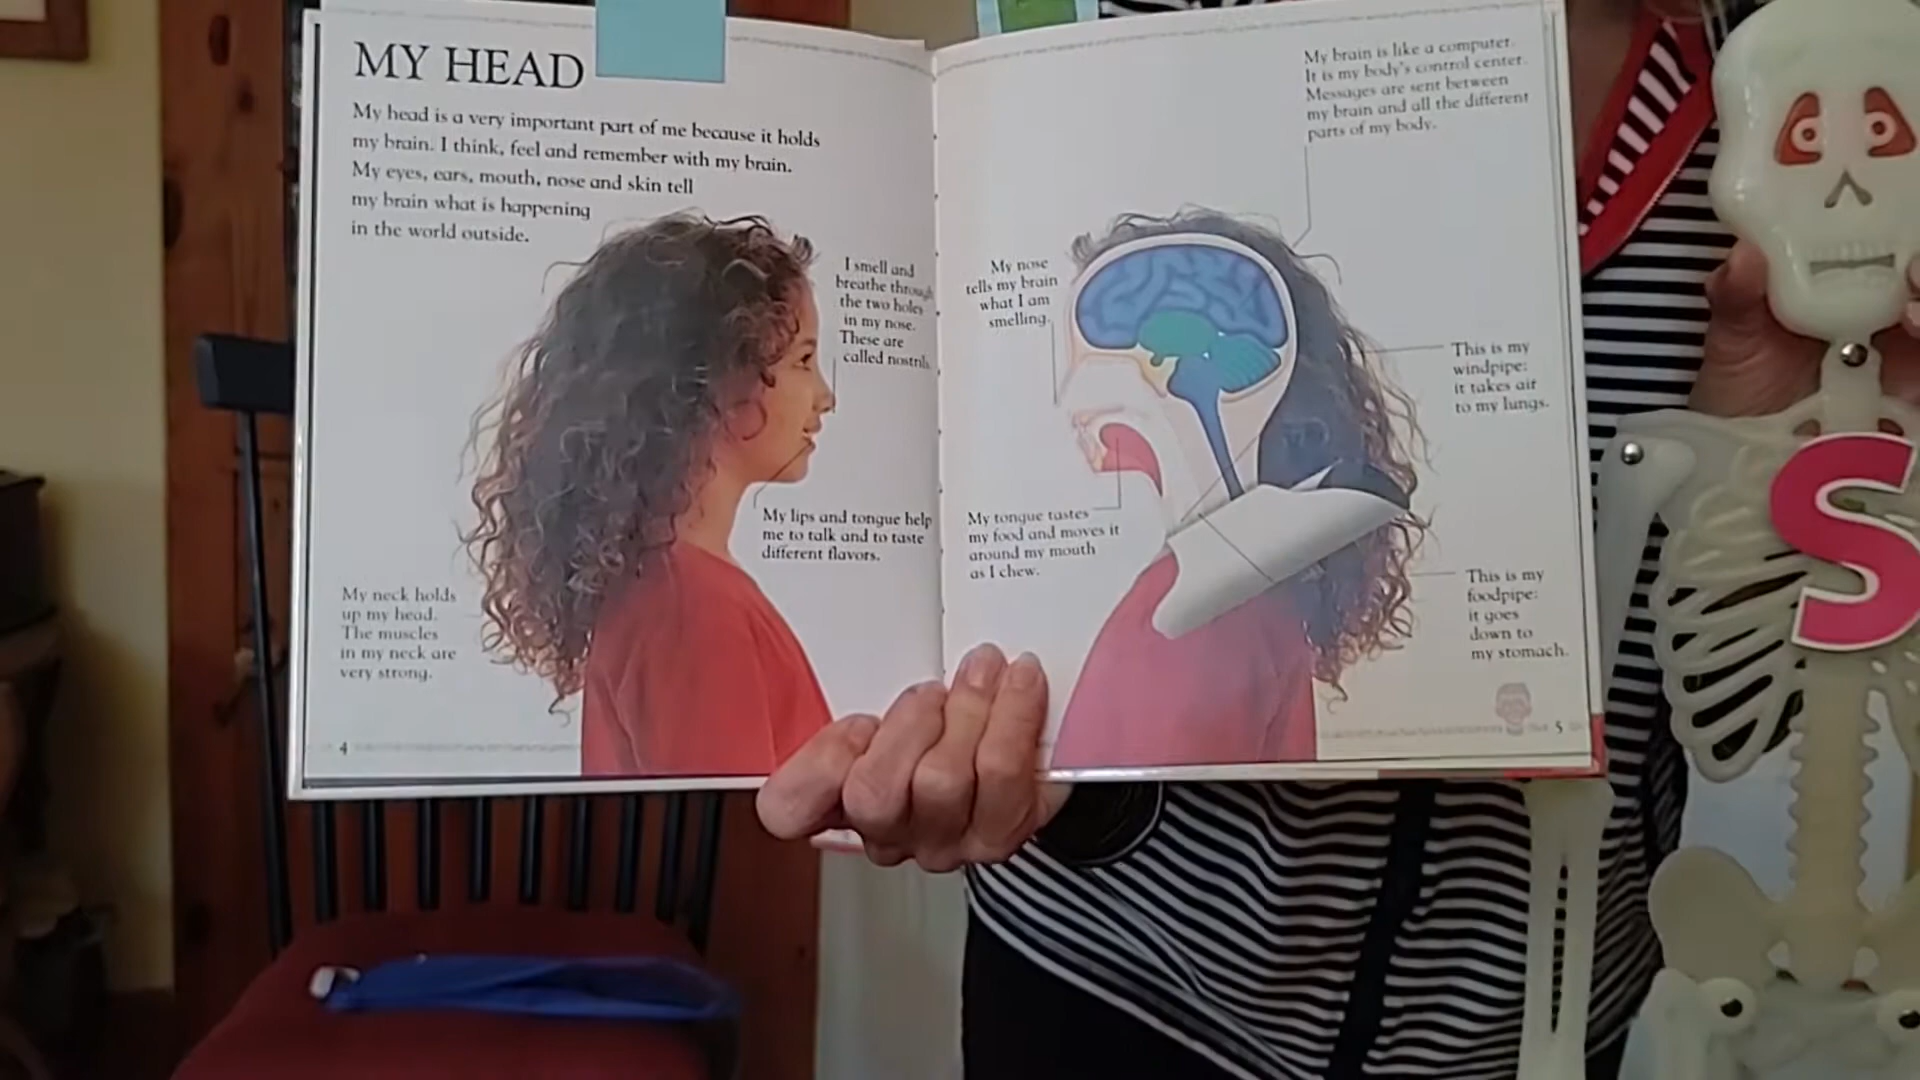 MY HEAD
My head is a very important part of me because it holds
my brain. I think, feel and remember with my brain.
My eyes, ears, mouth, nose and skin tell
my brain what is happening
in the world outside.
I smell and
breathe through
the two holes
in my nose.
These are
called nostrils.
My lips and tongue help
me to talk and to taste
different flavors.
My neck holds
up my head.
The muscles
in my neck are
very strong.
4
My brain is like a computer.
It is my body's control center.
Messages are sent between
my brain and all the different
parts of my body.
My nose
tells my brain
what I am
smelling.
This is my
windpipe:
it takes air
to my lungs.
My tongue tastes
my food and moves it
around my mouth
as I chew.
This is my
foodpipe:
it goes
down to
my stomach.
5
S